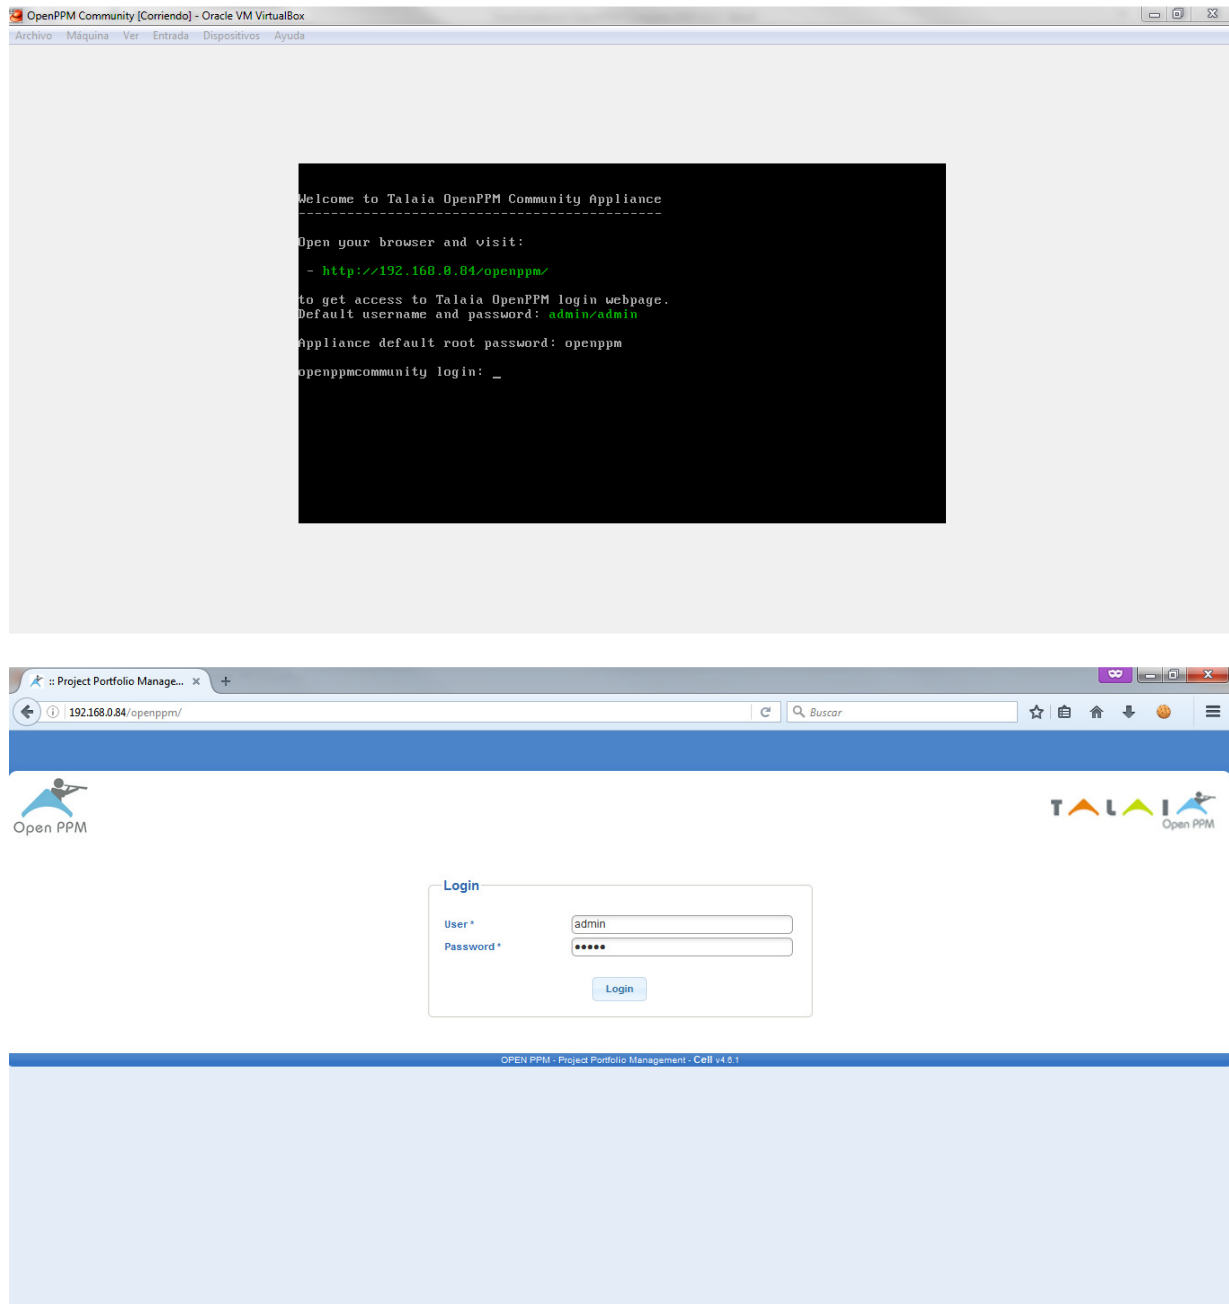 OpenPPM Community [Corriendo] - Oracle VM VirtualBox
Archivo Máquina Ver Entrada Dispositivos Ayuda
Welcome to Talaia OpenPPM Community Appliance
---------------------------------------------
Open your browser and visit:
- http://192.168.0.84/openppm/
to get access to Talaia OpenPPM login webpage.
Default username and password: admin/admin
Appliance default root password: openppm
openppmcommunity login: _
:: Project Portfolio Manage... × +
192.168.0.84/openppm/
Buscar
Open PPM
TALAIA
Open PPM
Login
User *
admin
Password *
•••••
Login
OPEN PPM - Project Portfolio Management - Cell v4.6.1